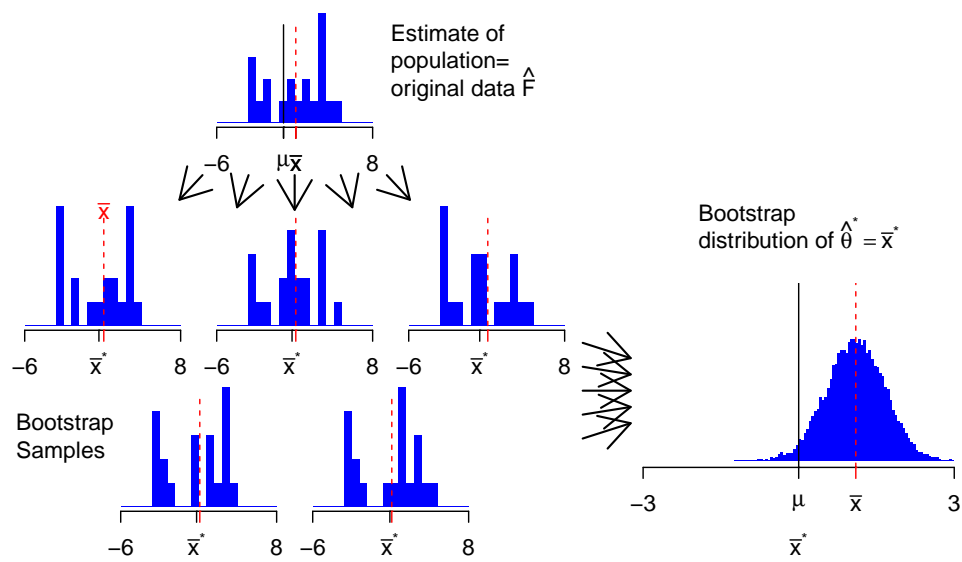 Estimate of
population=
original data F̂
−6 μ x̄ 8
x̄
Bootstrap
distribution of θ̂* = x̄*
−6 x̄* 8
−6 x̄* 8
−6 x̄* 8
Bootstrap
Samples
−6 x̄* 8
−6 x̄* 8
−3 μ x̄ 3
x̄*